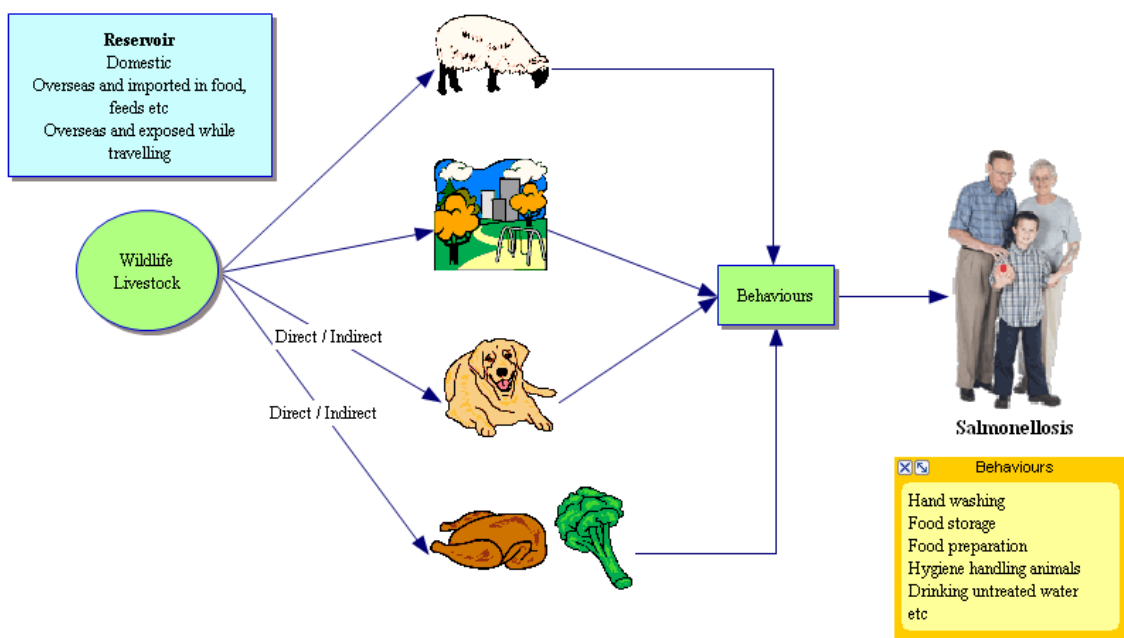 Reservoir
Domestic
Overseas and imported in food,
feeds etc
Overseas and exposed while
travelling
Wildlife
Livestock
Direct / Indirect
Direct / Indirect
Behaviours
Salmonellosis
Behaviours
Hand washing
Food storage
Food preparation
Hygiene handling animals
Drinking untreated water
etc